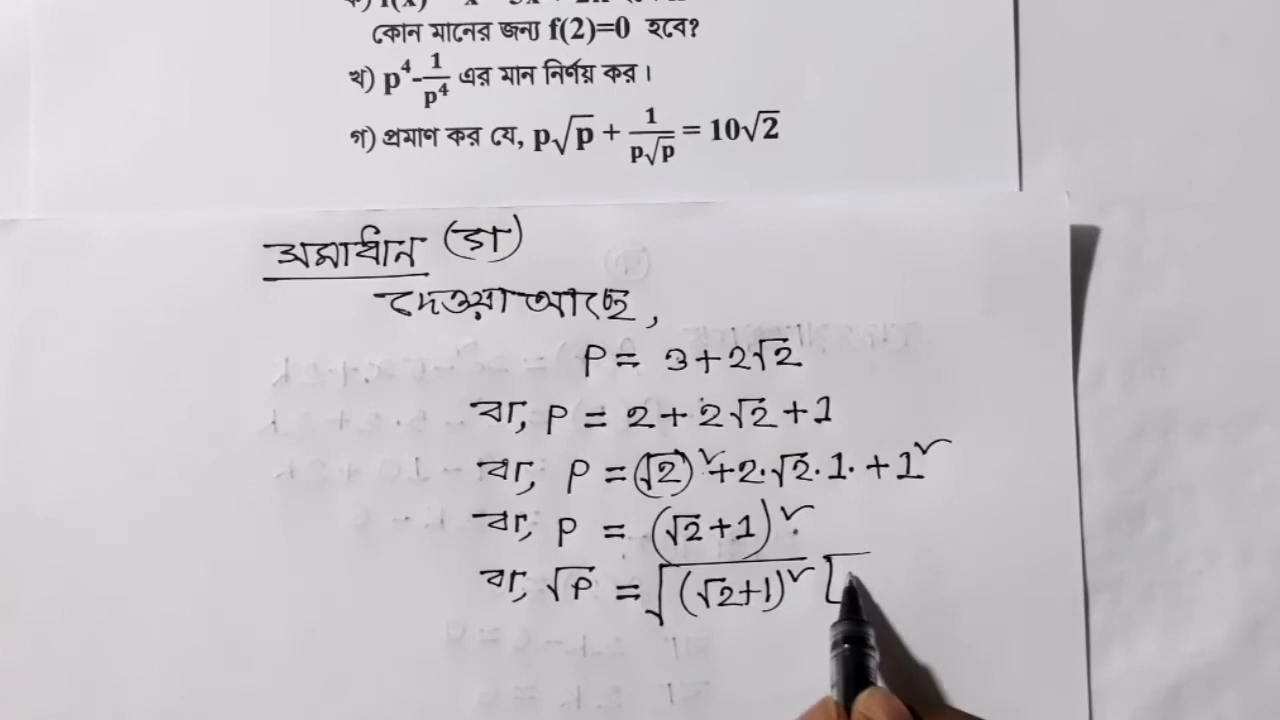 কোন মানের জন্য f(2)=0 হবে?
খ) p⁴-1/p⁴ এর মান নির্ণয় কর।
গ) প্রমাণ কর যে, p√p + 1/p√p = 10√2
সমাধান (গ)
দেওয়া আছে,
P = 3+2√2
বা, P = 2+2√2+1
বা, P = (√2)²+2·√2·1·+1²
বা, P = (√2+1)²
বা, √P = √(√2+1)² [